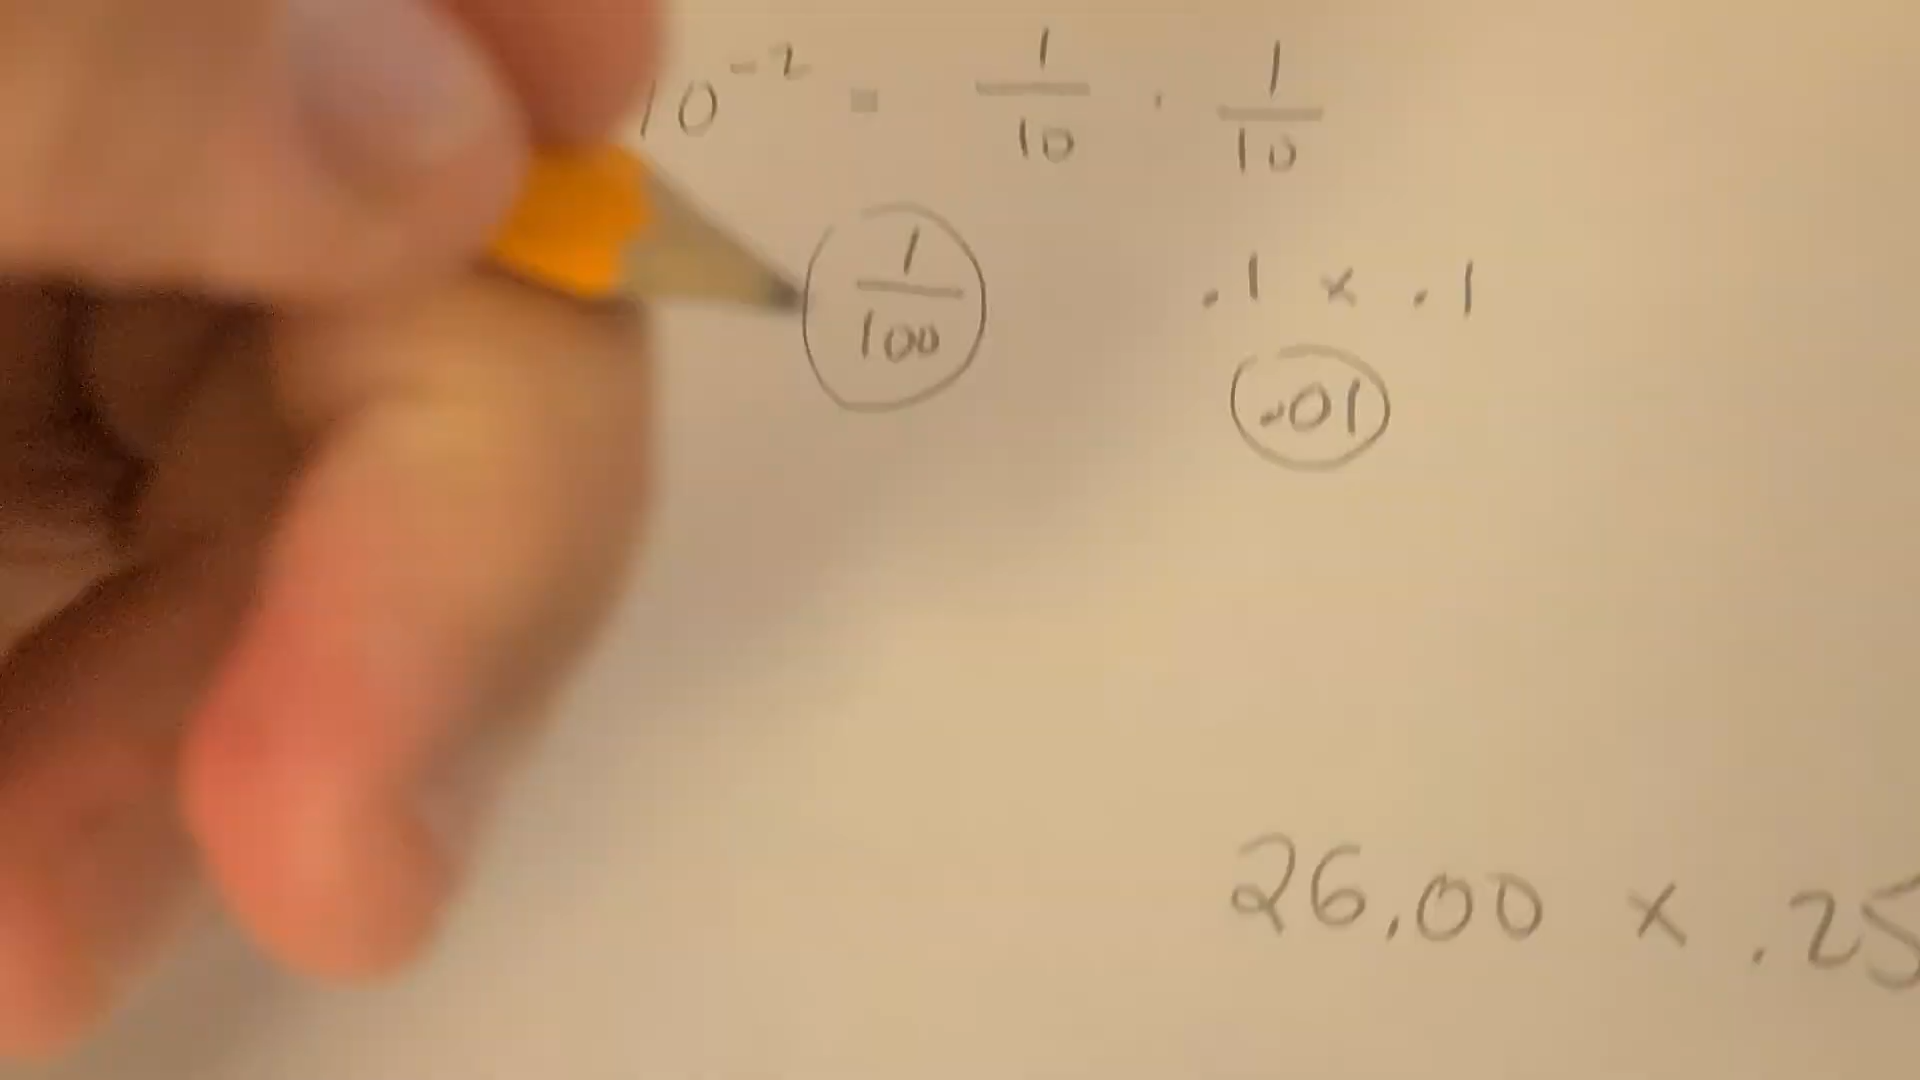 10⁻² = 1/10 · 1/10
1/100
.1 x .1
.01
26.00 x .25